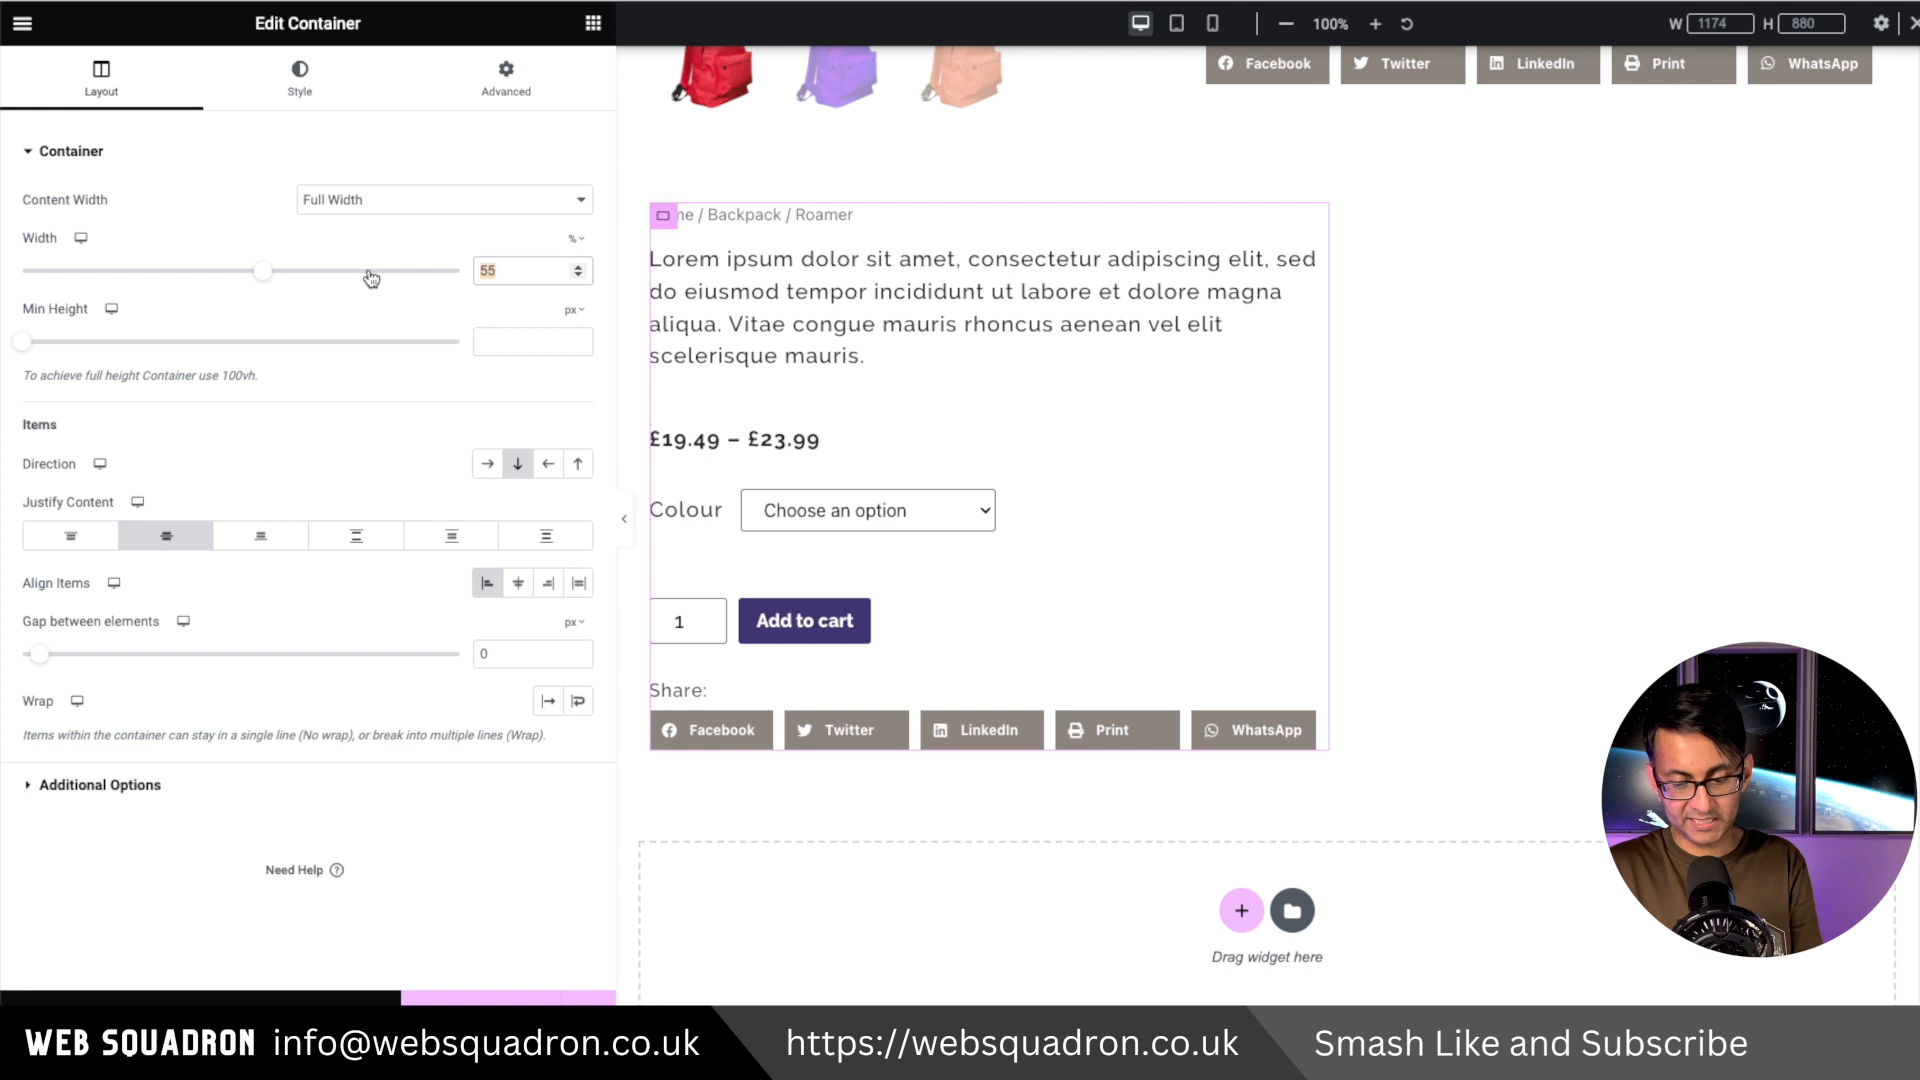 Edit Container
100%
W 1174 H 880
Layout
Style
Advanced
Facebook
Twitter
LinkedIn
Print
WhatsApp
Container
Content Width
Full Width
Width
%
55
Min Height
px
To achieve full height Container use 100vh.
Items
Direction
Justify Content
Align Items
Gap between elements
px
0
Wrap
Items within the container can stay in a single line (No wrap), or break into multiple lines (Wrap).
Additional Options
Need Help ?
ne / Backpack / Roamer
Lorem ipsum dolor sit amet, consectetur adipiscing elit, sed
do eiusmod tempor incididunt ut labore et dolore magna
aliqua. Vitae congue mauris rhoncus aenean vel elit
scelerisque mauris.
£19.49 – £23.99
Colour
Choose an option
1
Add to cart
Share:
Facebook
Twitter
LinkedIn
Print
WhatsApp
Drag widget here
WEB SQUADRON info@websquadron.co.uk
https://websquadron.co.uk
Smash Like and Subscribe